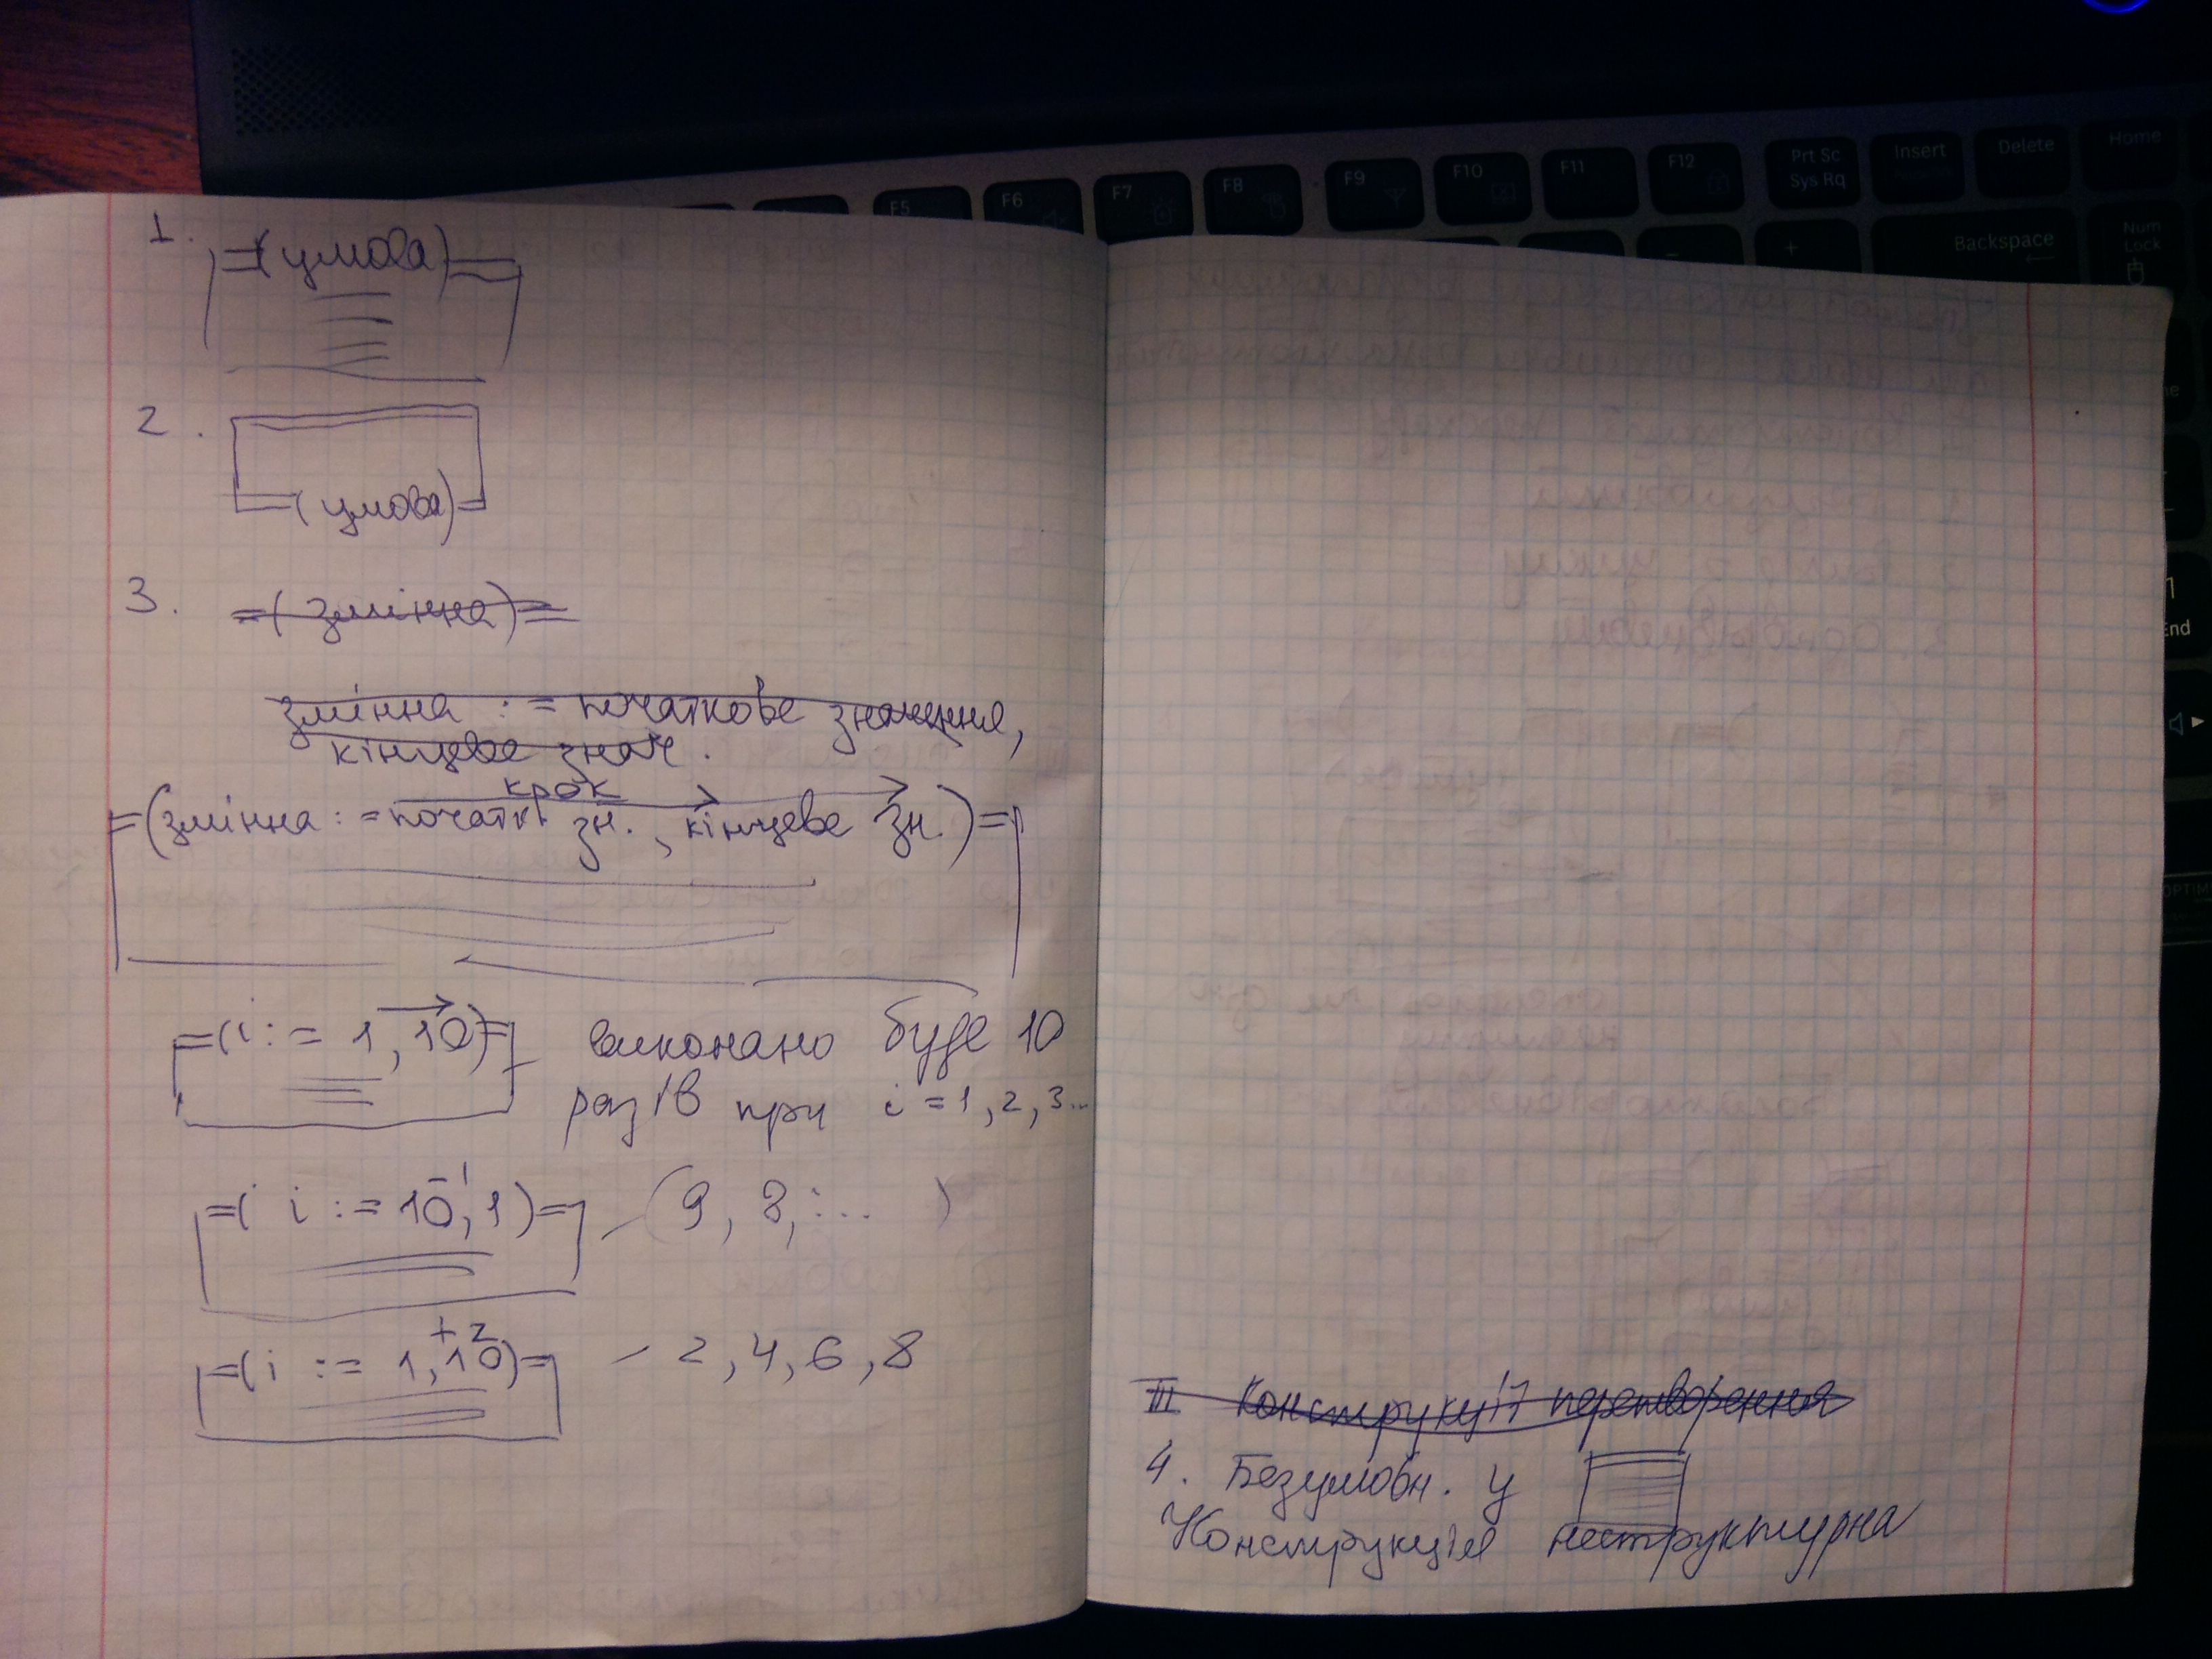 F5 F6 F7 F8 F9 F10 F11 F12 Prt Sc Sys Rq Insert Delete Home
+ Backspace Num Lock
End
1. =(умова)=
2.
=(умова)=
3. =( змінна)=
змінна := початкове значення,
кінцеве знач.
крок
=(змінна := початк зн., кінцеве зн.)=
=(i := 1, 10)= виконано буде 10
разів при i = 1, 2, 3...
-1
=( i := 10, 1)= - (9, 8, ... )
+2
=(i := 1, 10)= - 2, 4, 6, 8
III Конструкції перетворення
4. Безумовн. у
Конструкція неструктурна